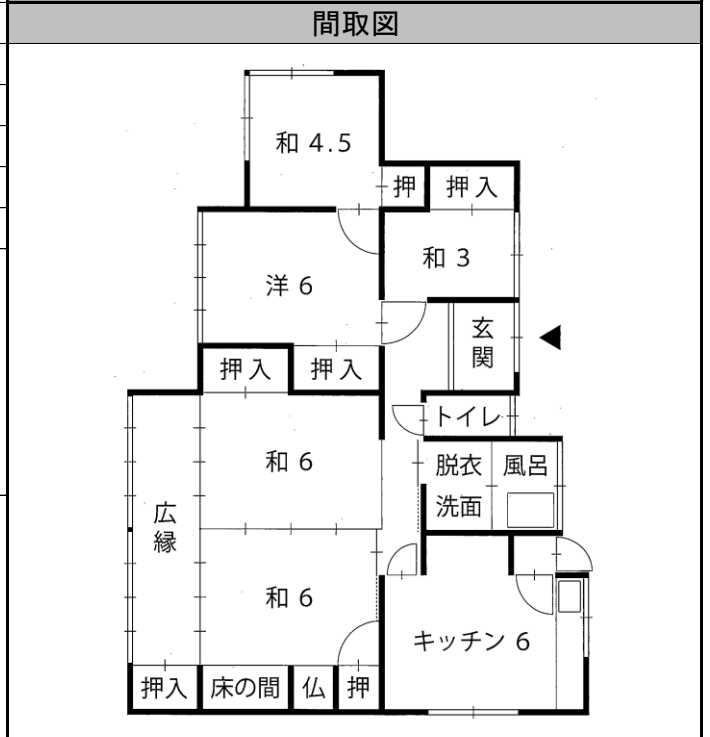 間取図
和 4.5
押
押 入
和 3
洋 6
玄
関
押 入
押 入
トイレ
和 6
脱衣
洗面
風呂
広
縁
和 6
キッチン 6
押入
床の間
仏
押